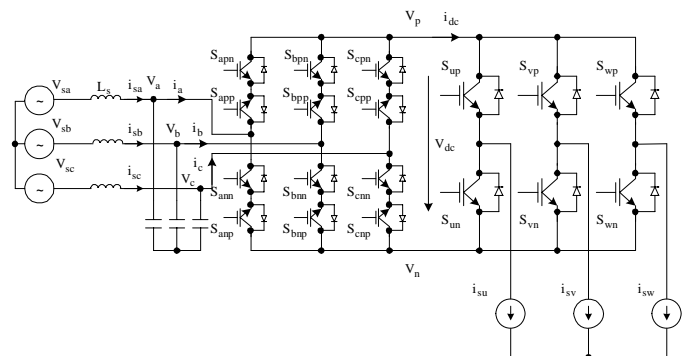 V_p i_dc
S_apn S_bpn S_cpn S_up S_vp S_wp
V_sa L_s i_sa V_a i_a S_app S_bpp S_cpp
V_sb i_sb V_b i_b V_dc
V_sc i_sc V_c i_c
S_ann S_bnn S_cnn
S_anp S_bnp S_cnp S_un S_vn S_wn
V_n
i_su i_sv i_sw
~
~
~